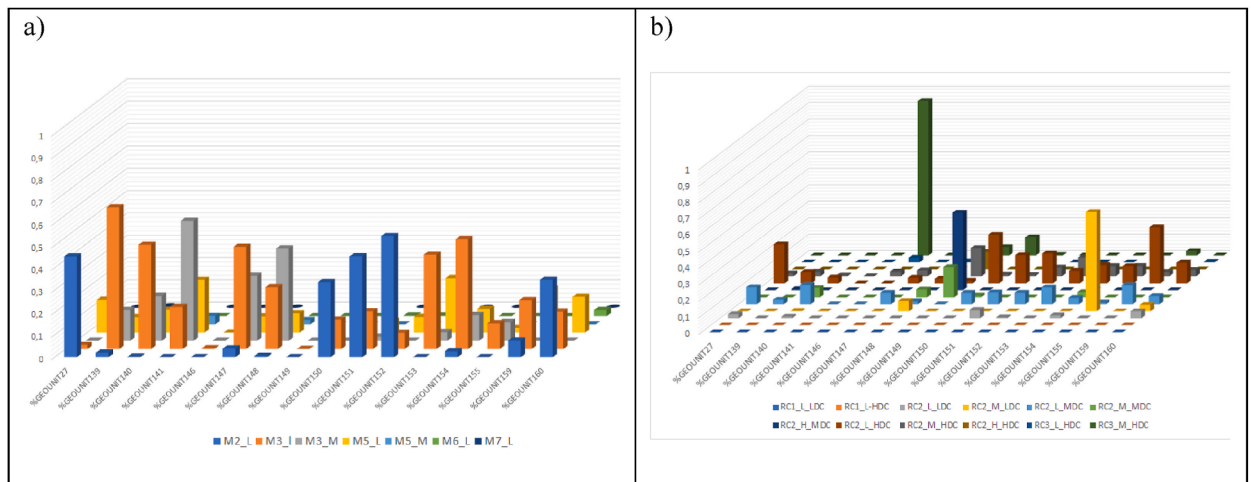 a)
1
0,9
0,8
0,7
0,6
0,5
0,4
0,3
0,2
0,1
0
%GEOUNIT27
%GEOUNIT139
%GEOUNIT140
%GEOUNIT141
%GEOUNIT146
%GEOUNIT147
%GEOUNIT148
%GEOUNIT149
%GEOUNIT150
%GEOUNIT151
%GEOUNIT152
%GEOUNIT153
%GEOUNIT154
%GEOUNIT155
%GEOUNIT159
%GEOUNIT160
M2_L M3_l M3_M M5_L M5_M M6_L M7_L
b)
1
0,9
0,8
0,7
0,6
0,5
0,4
0,3
0,2
0,1
0
%GEOUNIT27
%GEOUNIT139
%GEOUNIT140
%GEOUNIT141
%GEOUNIT146
%GEOUNIT147
%GEOUNIT148
%GEOUNIT149
%GEOUNIT150
%GEOUNIT151
%GEOUNIT152
%GEOUNIT153
%GEOUNIT154
%GEOUNIT155
%GEOUNIT159
%GEOUNIT160
RC1_L_LDC RC1_L-HDC RC2_L_LDC RC2_M_LDC RC2_L_MDC RC2_M_MDC
RC2_H_MDC RC2_L_HDC RC2_M_HDC RC2_H_HDC RC3_L_HDC RC3_M_HDC